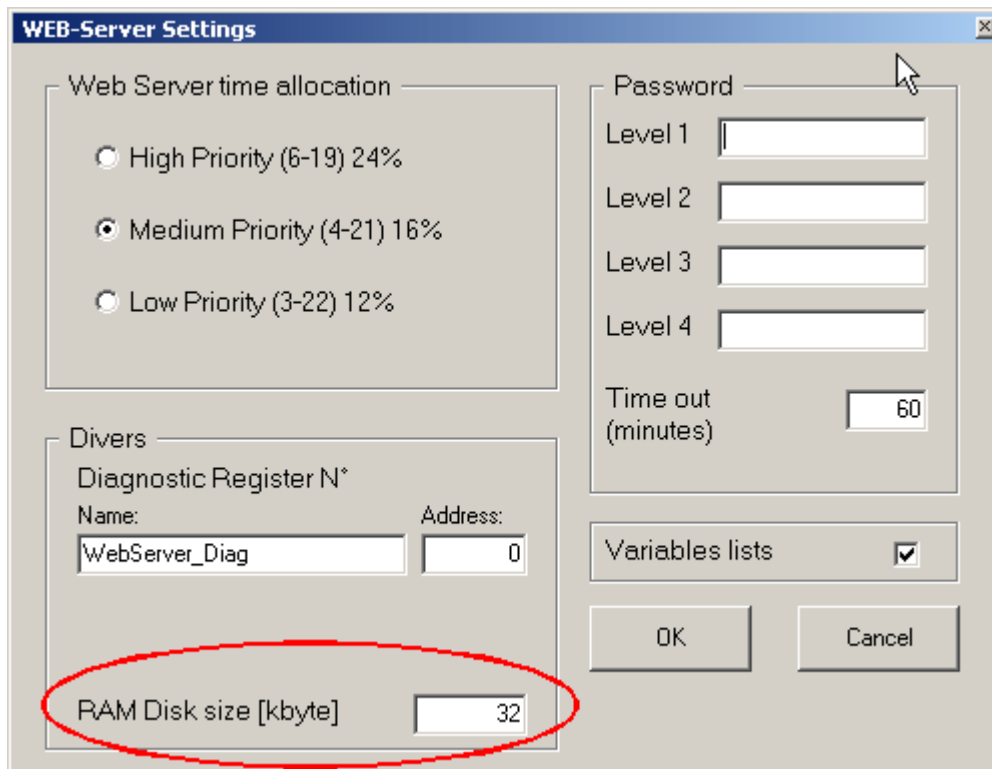 WEB-Server Settings
Web Server time allocation
High Priority (6-19) 24%
Medium Priority (4-21) 16%
Low Priority (3-22) 12%
Divers
Diagnostic Register N°
Name: Address:
WebServer_Diag 0
RAM Disk size [kbyte] 32
Password
Level 1
Level 2
Level 3
Level 4
Time out 60
(minutes)
Variables lists
OK Cancel